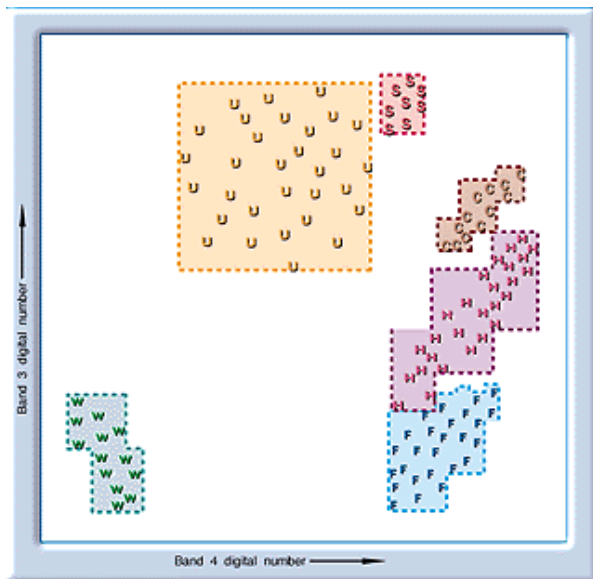 U U U U U U U U U U U U U U U U U U U U U U U U U U U U U U U
S S S S S S S S
C C C C C C C C C C C C C C
H H H H H H H H H H H H H H H H H H H H H H H H H H H H
F F F F F F F F F F F F F F F F F F F F F F F F F
W W W W W W W W W W W W W
Band 3 digital number
Band 4 digital number